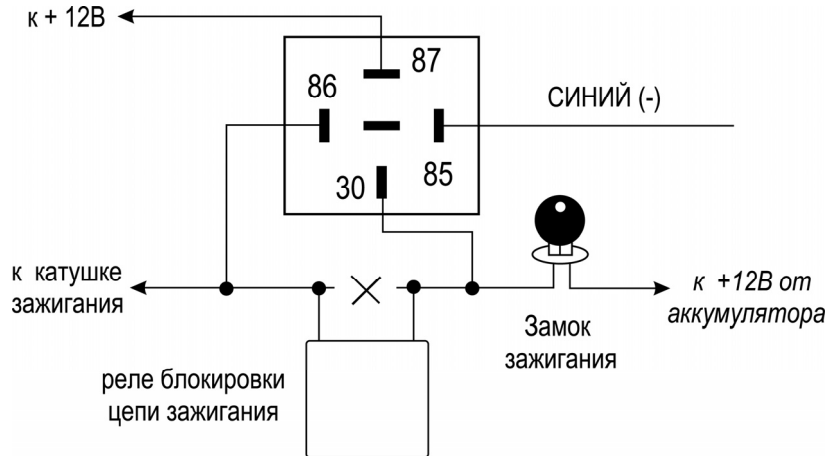 к + 12В
87
86
СИНИЙ (-)
30
85
к катушке
зажигания
к +12В от
аккумулятора
Замок
зажигания
реле блокировки
цепи зажигания